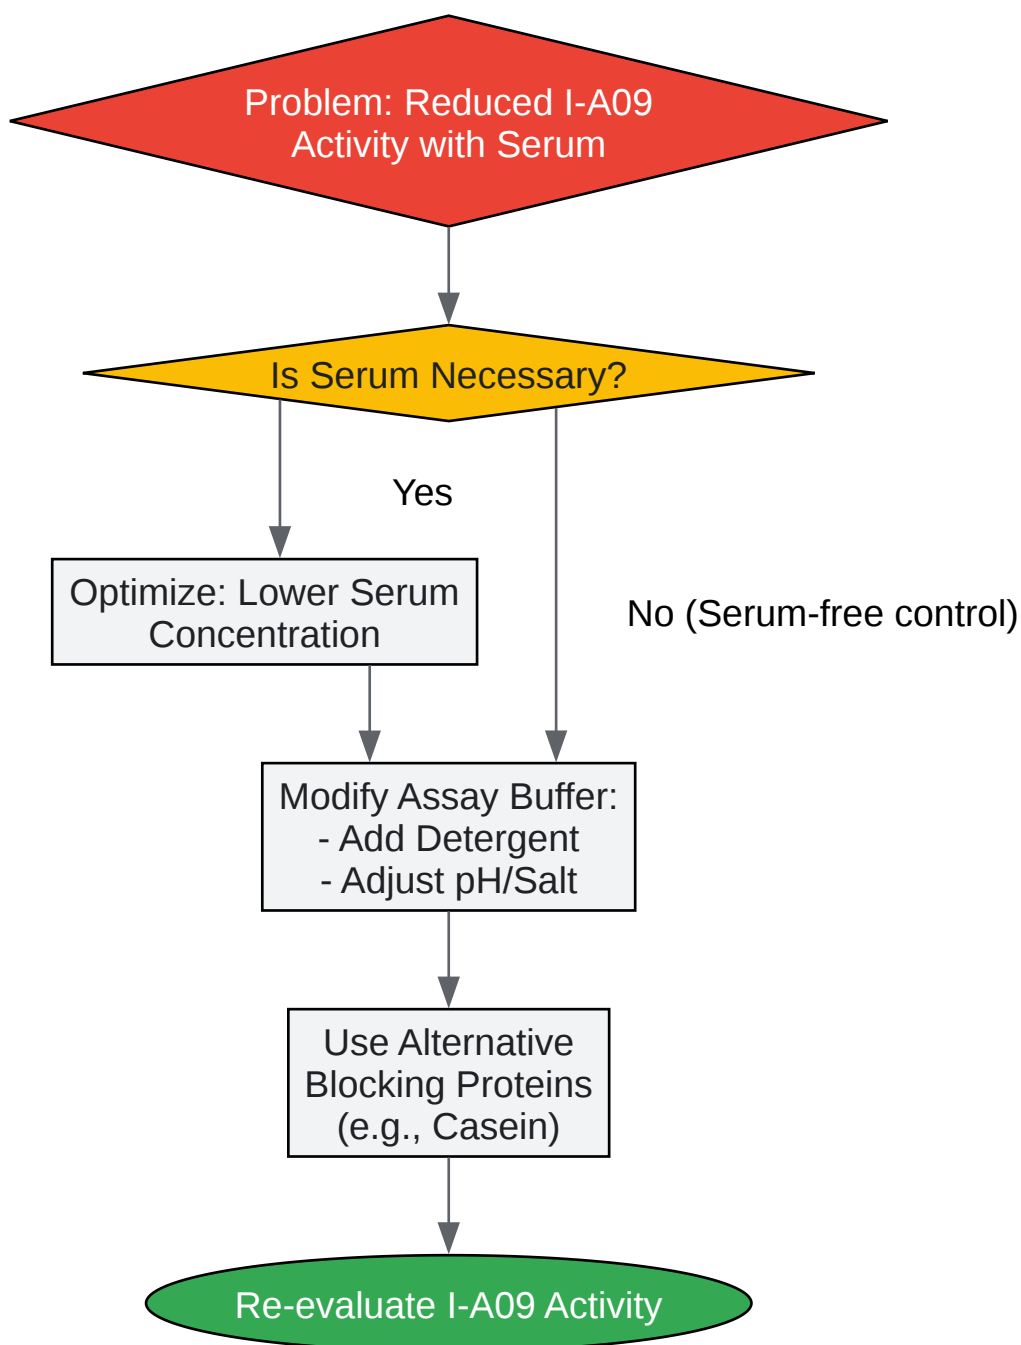 Problem: Reduced I-A09
Activity with Serum
Is Serum Necessary?
Yes
Optimize: Lower Serum
Concentration
No (Serum-free control)
Modify Assay Buffer:
- Add Detergent
- Adjust pH/Salt
Use Alternative
Blocking Proteins
(e.g., Casein)
Re-evaluate I-A09 Activity